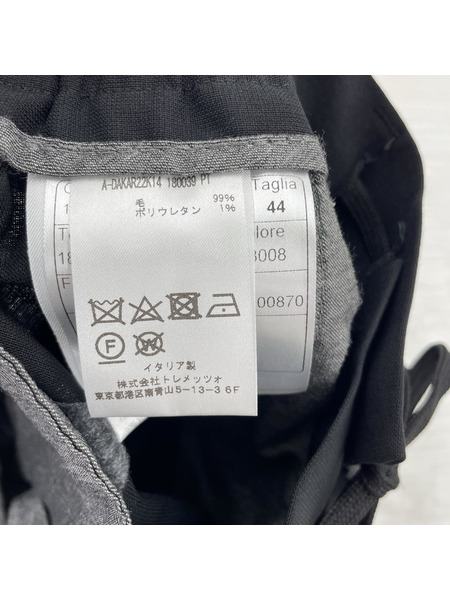 A-DAKAR22K14 180039 PT
毛 99%
ポリウレタン 1%
Taglia
44
lore
3008
00870
F
W
イタリア製
株式会社トレメッツォ
東京都港区南青山5-13-3 6F